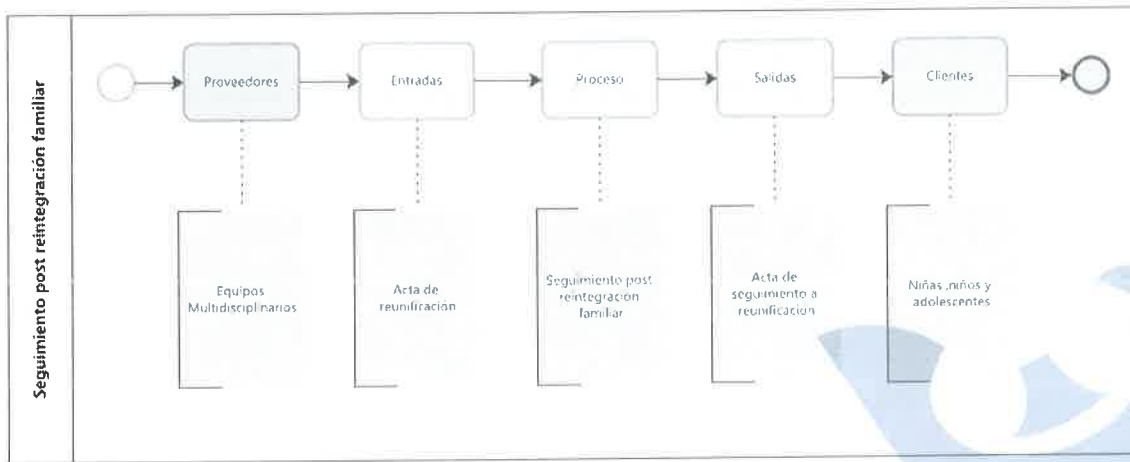 Seguimiento post reintegración familiar
Proveedores
Entradas
Proceso
Salidas
Clientes
Equipos
Multidisciplinarios
Acta de
reunificación
Seguimiento post
reintegración
familiar
Acta de
seguimiento a
reunificación
Niñas ,niños y
adolescentes